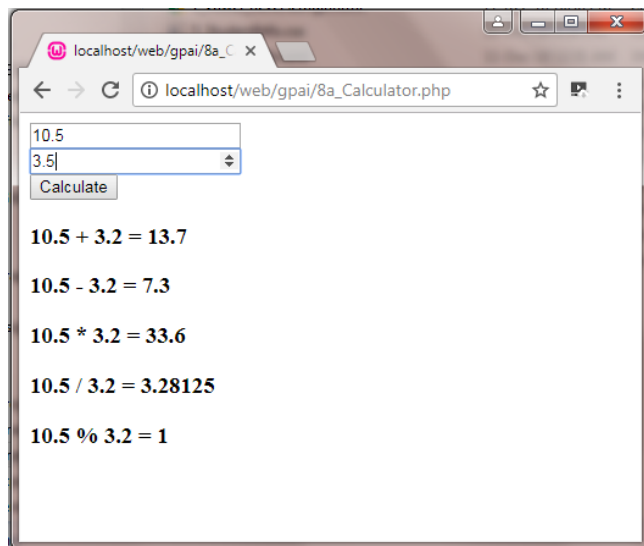 localhost/web/gpai/8a_C
localhost/web/gpai/8a_Calculator.php
10.5
3.5
Calculate
10.5 + 3.2 = 13.7
10.5 - 3.2 = 7.3
10.5 * 3.2 = 33.6
10.5 / 3.2 = 3.28125
10.5 % 3.2 = 1